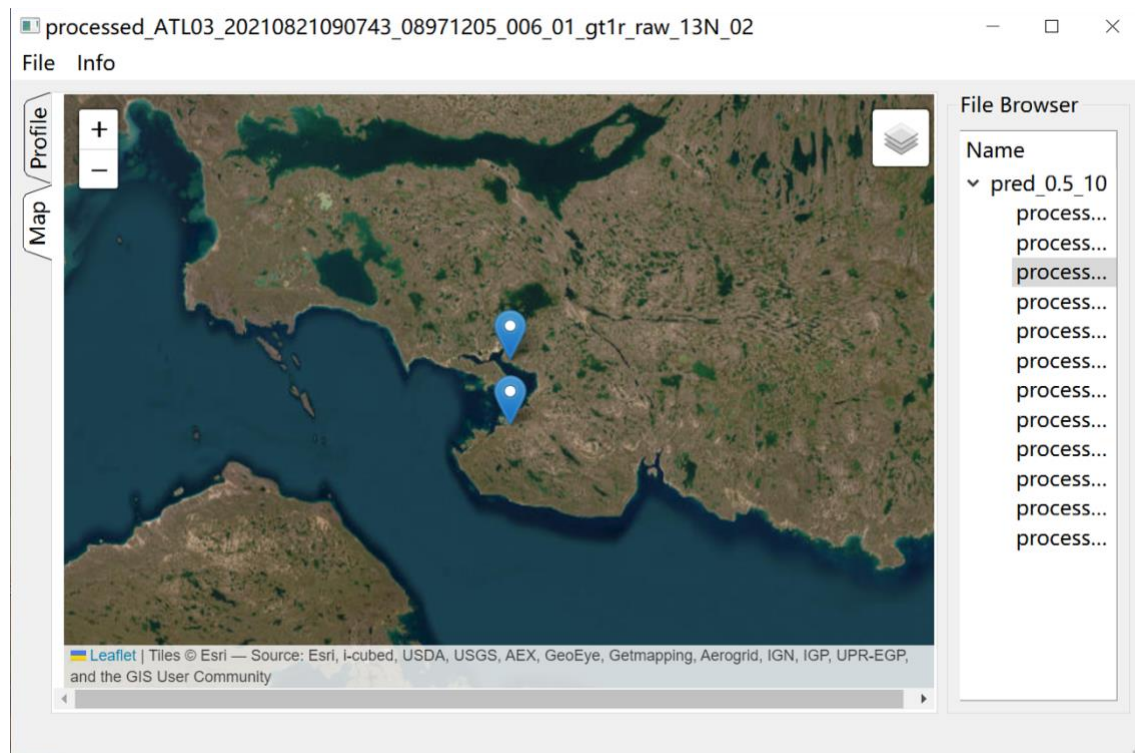 processed_ATL03_20210821090743_08971205_006_01_gt1r_raw_13N_02
File Info
Profile
Map
+
−
File Browser
Name
pred_0.5_10
process...
process...
process...
process...
process...
process...
process...
process...
process...
process...
process...
process...
Leaflet | Tiles © Esri — Source: Esri, i-cubed, USDA, USGS, AEX, GeoEye, Getmapping, Aerogrid, IGN, IGP, UPR-EGP,
and the GIS User Community